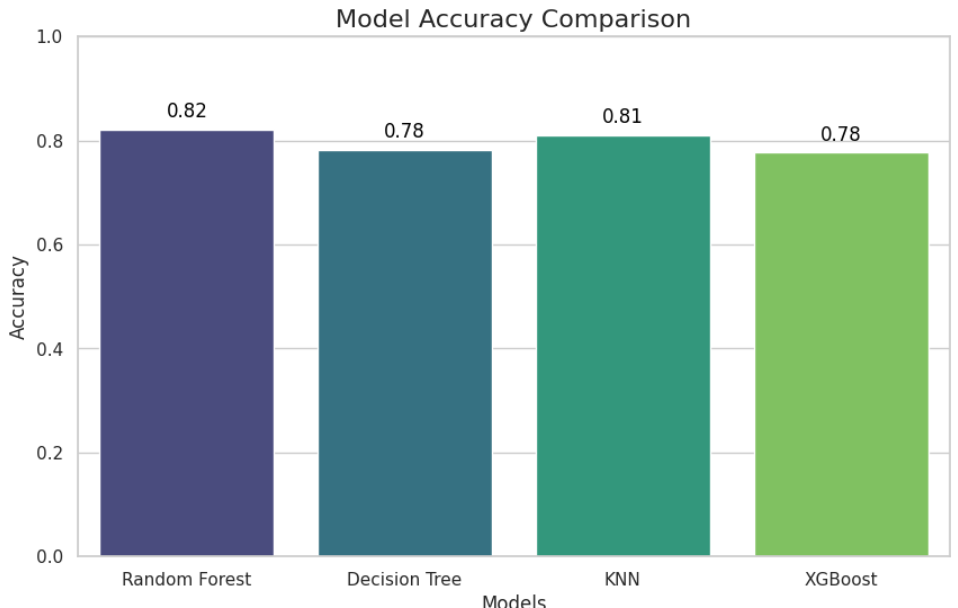 Model Accuracy Comparison
1.0
0.82
0.81
0.78
0.78
0.8
0.6
Accuracy
0.4
0.2
0.0
Random Forest
Decision Tree
KNN
XGBoost
Models